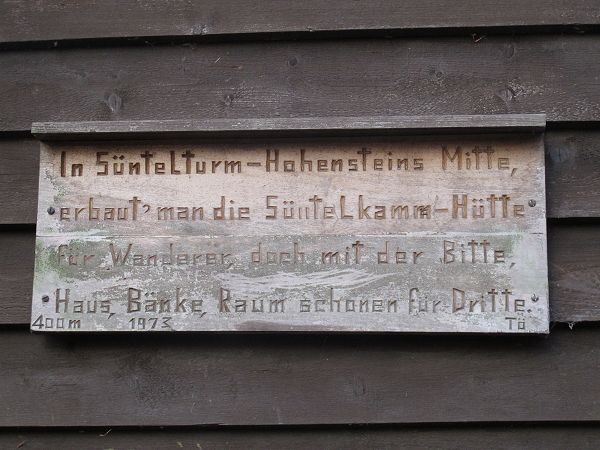 In Süntelturm-Hohensteins Mitte,
erbaut' man die Süntelkamm-Hütte
für Wanderer, doch mit der Bitte,
Haus, Bänke, Raum schonen für Dritte.
400m 1973 Tö